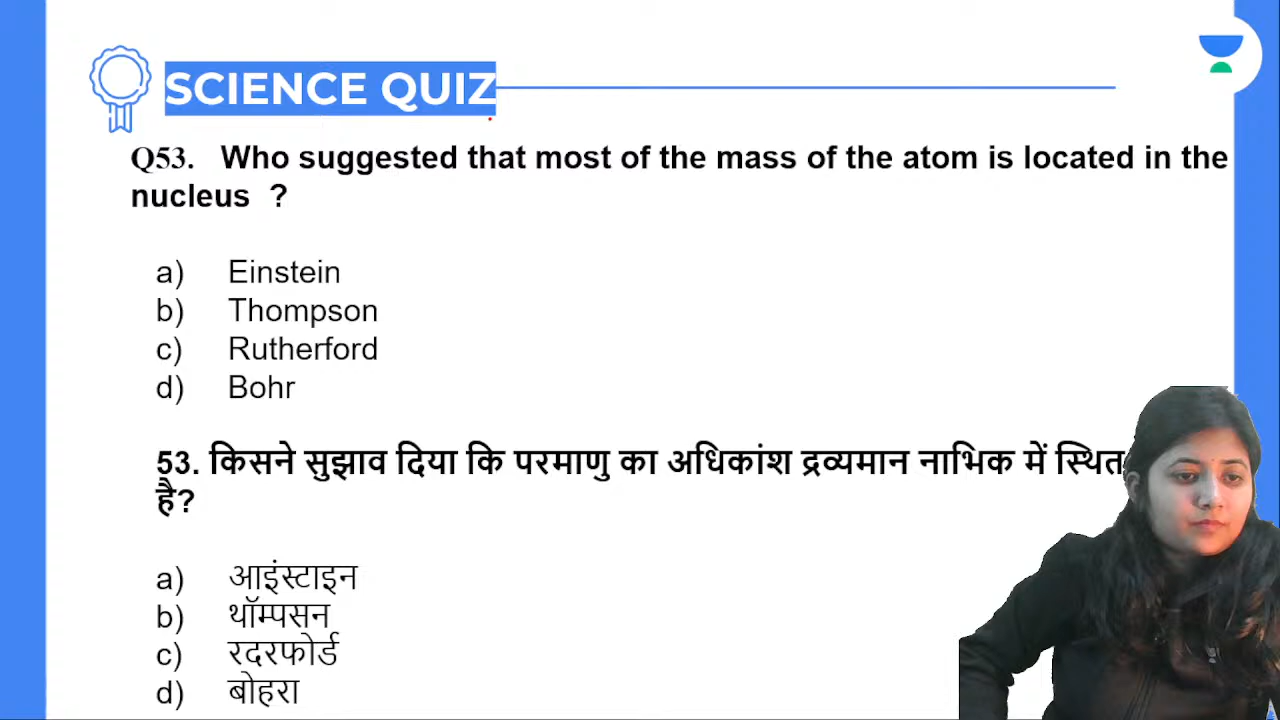 SCIENCE QUIZ
Q53. Who suggested that most of the mass of the atom is located in the
nucleus ?
a) Einstein
b) Thompson
c) Rutherford
d) Bohr
53. किसने सुझाव दिया कि परमाणु का अधिकांश द्रव्यमान नाभिक में स्थित
है?
a) आइंस्टाइन
b) थॉम्पसन
c) रदरफोर्ड
d) बोहरा